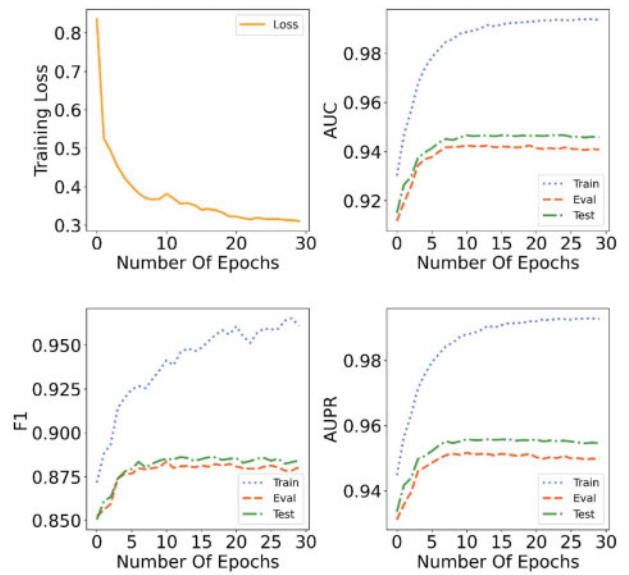 Training Loss
0.8
0.7
0.6
0.5
0.4
0.3
0 10 20 30
Number Of Epochs
Loss
AUC
0.98
0.96
0.94
0.92
0 5 10 15 20 25 30
Number Of Epochs
Train
Eval
Test
F1
0.950
0.925
0.900
0.875
0.850
0 5 10 15 20 25 30
Number Of Epochs
Train
Eval
Test
AUPR
0.98
0.96
0.94
0 5 10 15 20 25 30
Number Of Epochs
Train
Eval
Test